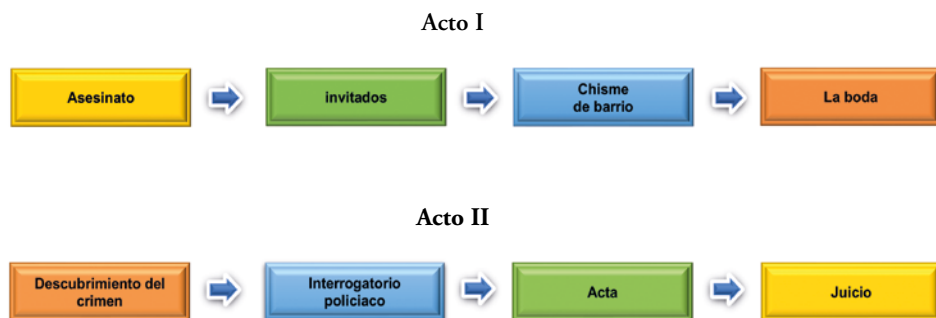 Acto I
Asesinato
invitados
Chisme
de barrio
La boda
Acto II
Descubrimiento del
crimen
Interrogatorio
policiaco
Acta
Juicio